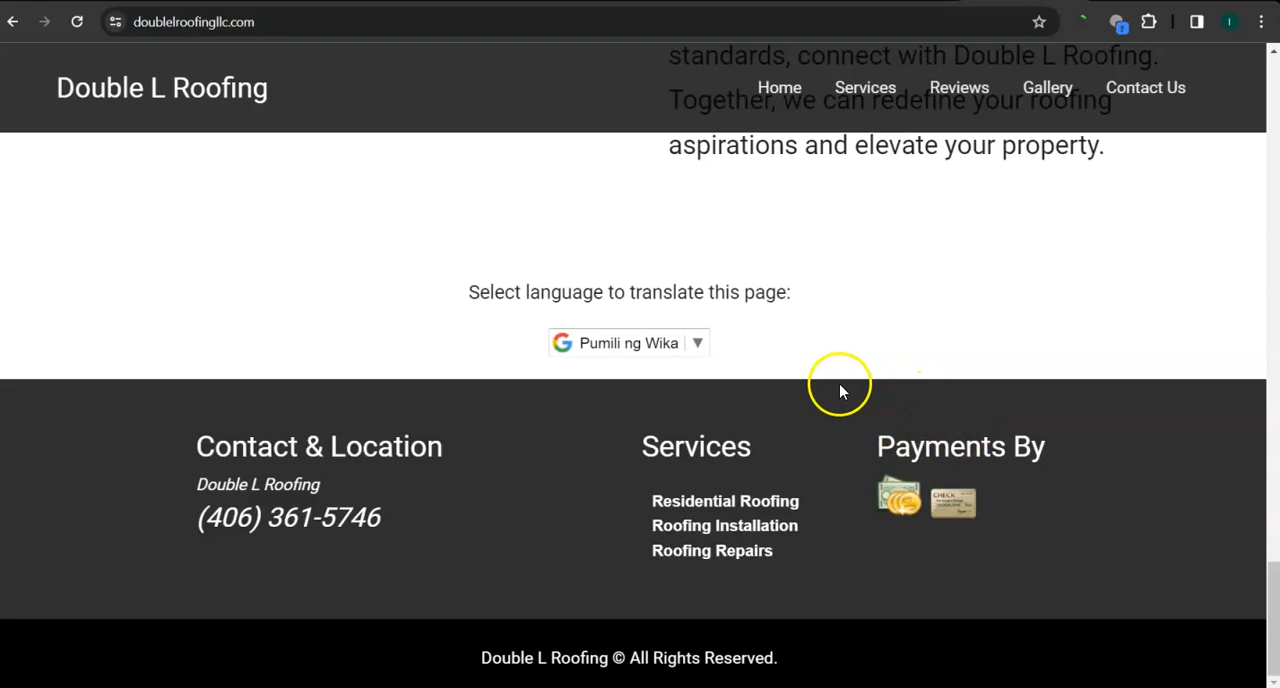 doublelroofingllc.com
standards, connect with Double L Roofing.
Double L Roofing
Home
Services
Reviews
Gallery
Contact Us
Together, we can redefine your roofing
aspirations and elevate your property.
Select language to translate this page:
G Pumili ng Wika ▼
Contact & Location
Double L Roofing
(406) 361-5746
Services
Residential Roofing
Roofing Installation
Roofing Repairs
Payments By
CHECK
Double L Roofing © All Rights Reserved.